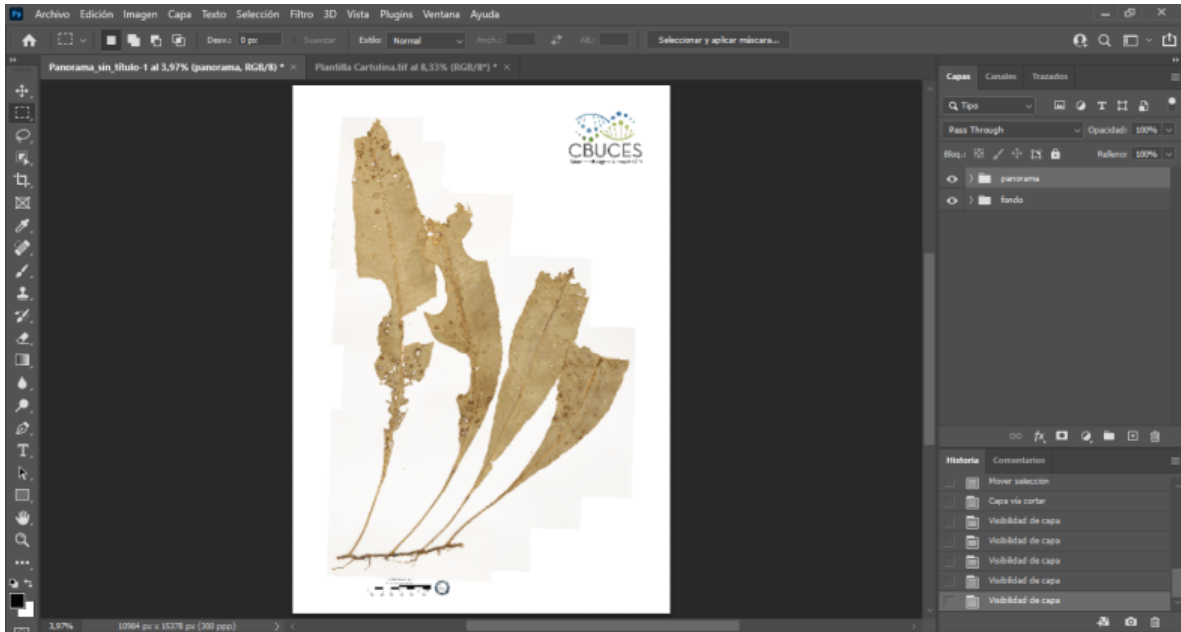 Ps Archivo Edición Imagen Capa Texto Selección Filtro 3D Vista Plugins Ventana Ayuda
Desv.: 0 px Suavizar Estilo: Normal Anch.: Alt.: Seleccionar y aplicar máscara...
Panorama_sin_título-1 al 3,97% (panorama, RGB/8) * × Plantilla Cartulina.tif al 8,33% (RGB/8*) * ×
CBUCES
Capas Canales Trazados
Tipo
Pass Through Opacidad: 100%
Bloq.: Relleno: 100%
panorama
fondo
Historia Comentarios
Mover selección
Capa vía cortar
Visibilidad de capa
Visibilidad de capa
Visibilidad de capa
Visibilidad de capa
Visibilidad de capa
3,97% 10984 px x 15378 px (300 ppp)